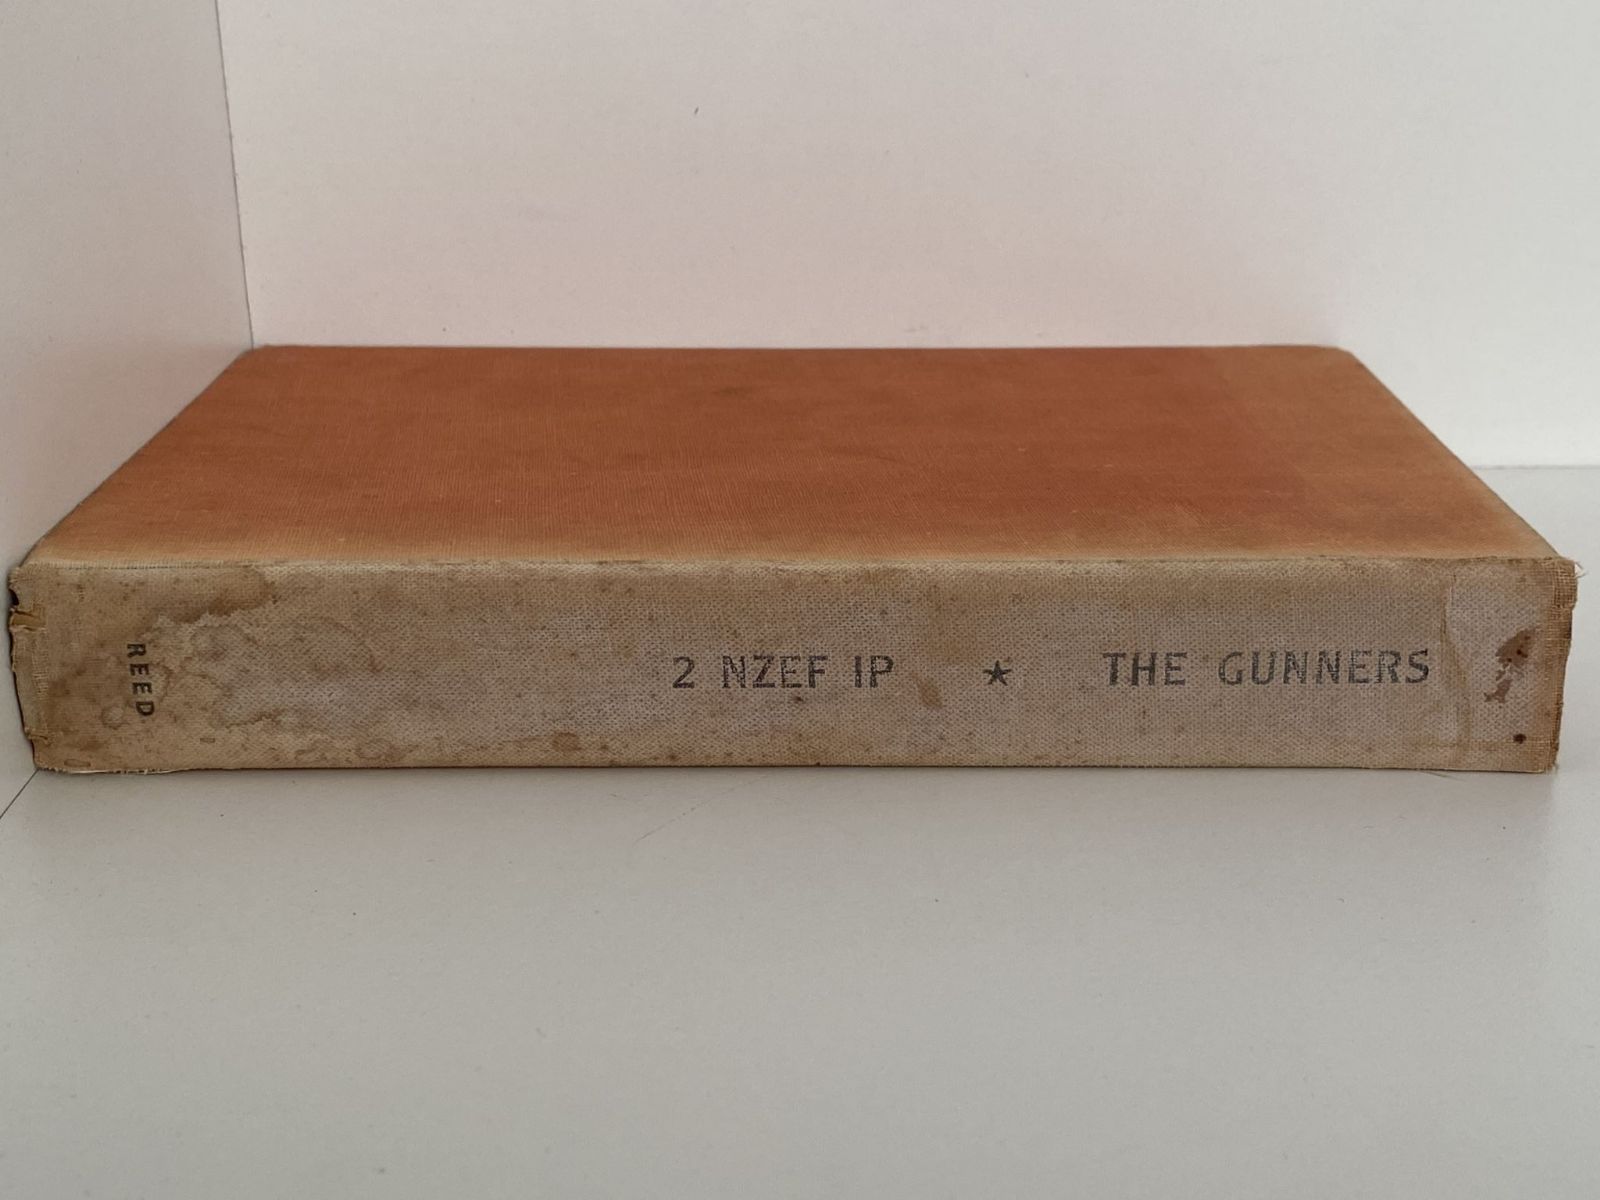 2 NZEF IP ★ THE GUNNERS
REED